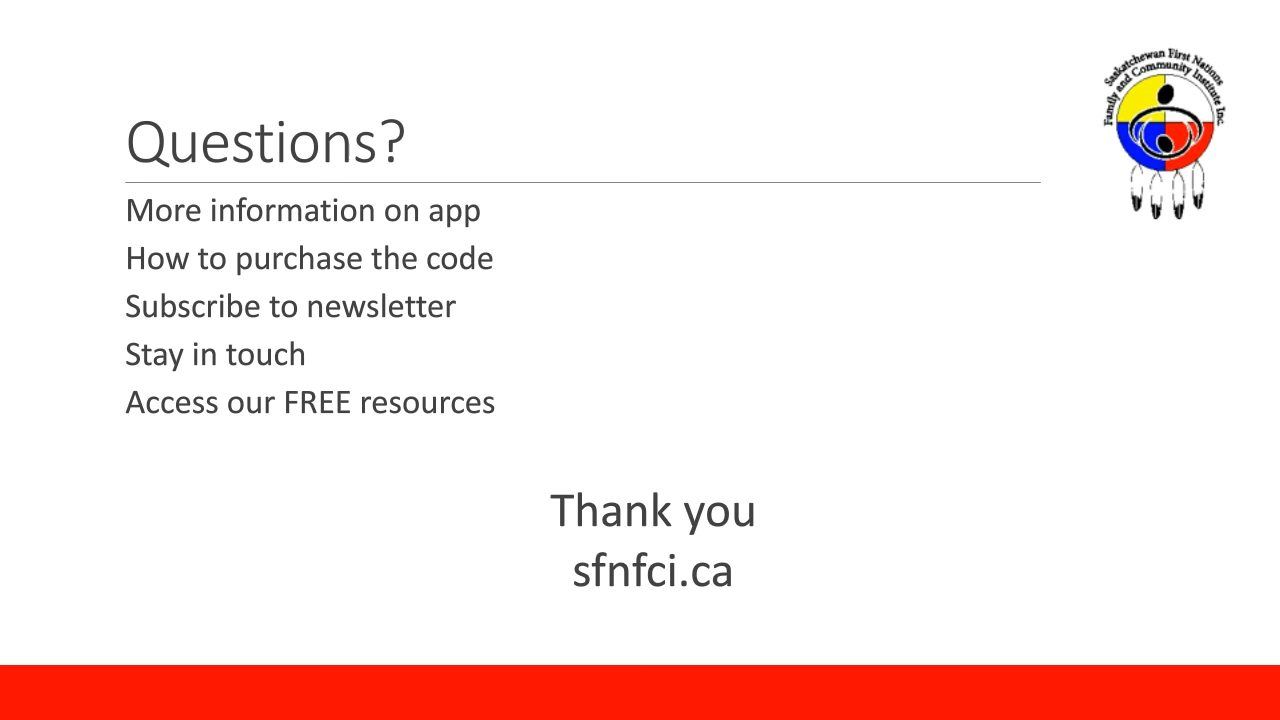 Saskatchewan First Nations
Family and Community Institute Inc.
Questions?
More information on app
How to purchase the code
Subscribe to newsletter
Stay in touch
Access our FREE resources
Thank you
sfnfci.ca